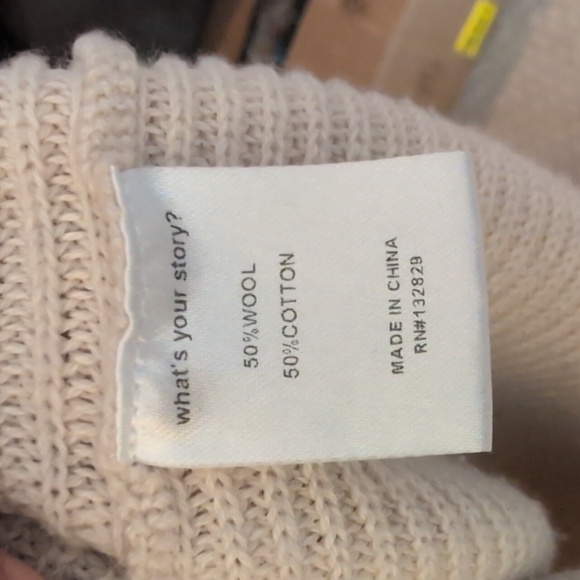 what's your story?
50%WOOL
50%COTTON
MADE IN CHINA
RN#132829